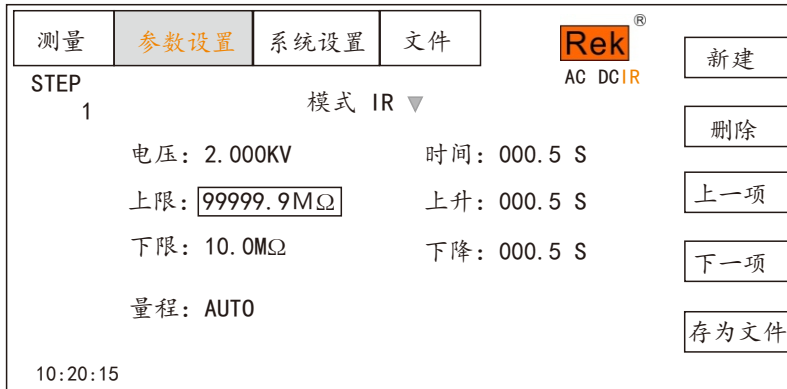 测量 参数设置 系统设置 文件 Rek® 新建
STEP AC DCIR
1 模式 IR ▼
删除
电压: 2.000KV 时间: 000.5 S
上限: 99999.9MΩ 上升: 000.5 S 上一项
下限: 10.0MΩ 下降: 000.5 S 下一项
量程: AUTO
存为文件
10:20:15